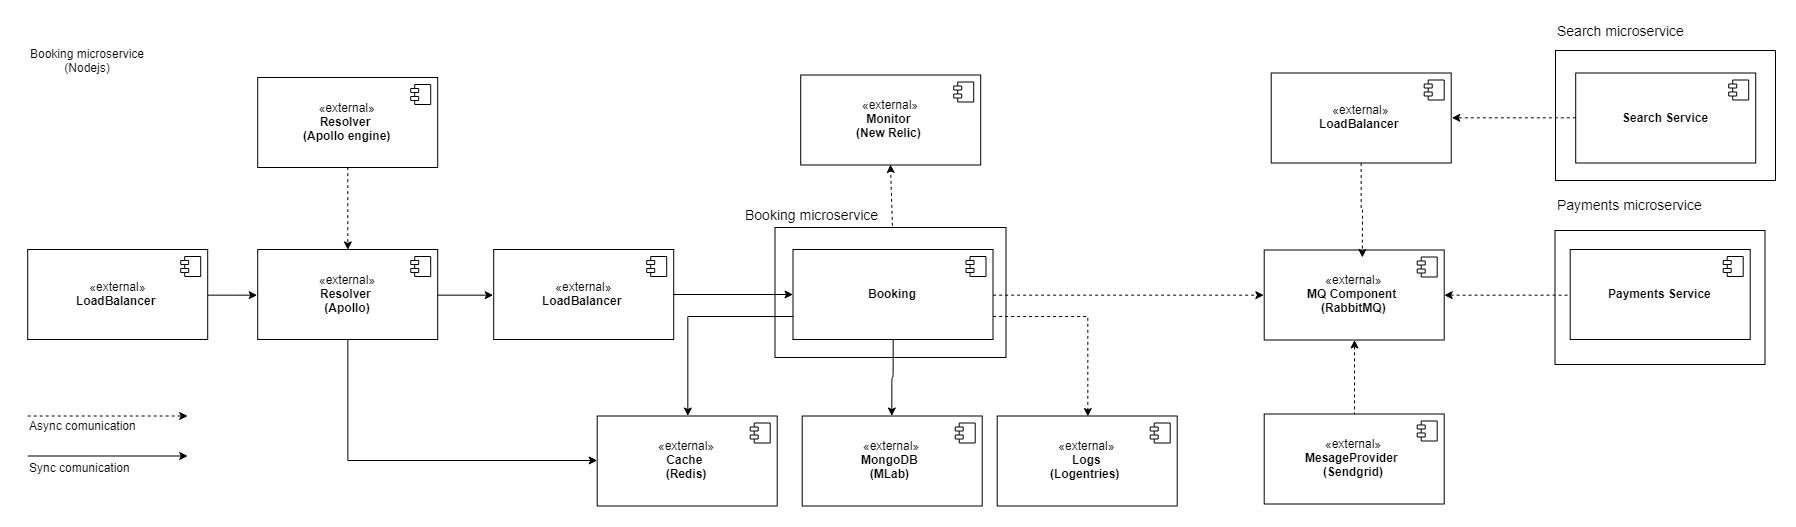 Search microservice
Booking microservice
(Nodejs)
«external»
Resolver
(Apollo engine)
«external»
Monitor
(New Relic)
«external»
LoadBalancer
Search Service
Booking microservice
Payments microservice
«external»
LoadBalancer
«external»
Resolver
(Apollo)
«external»
LoadBalancer
Booking
«external»
MQ Component
(RabbitMQ)
Payments Service
Async comunication
Sync comunication
«external»
Cache
(Redis)
«external»
MongoDB
(MLab)
«external»
Logs
(Logentries)
«external»
MesageProvider
(Sendgrid)